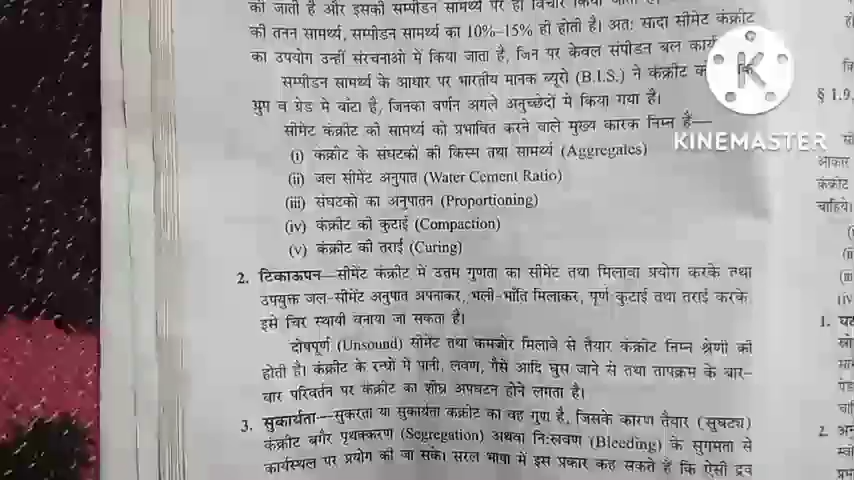 की जाती है और इसकी सम्पीडन सामर्थ्य पर ही विचार किया जाता है।
की तनन सामर्थ्य, सम्पीडन सामर्थ्य का 10%–15% ही होती है। अतः सादा सीमेंट कंक्रीट
का उपयोग उन्हीं संरचनाओं में किया जाता है, जिन पर केवल संपीडन बल कार्य
सम्पीडन सामर्थ्य के आधार पर भारतीय मानक ब्यूरो (B.I.S.) ने कंक्रीट
ग्रुप व ग्रेड में बांटा है, जिनका वर्णन अगले अनुच्छेदों में किया गया है।
सीमेंट कंक्रीट की सामर्थ्य को प्रभावित करने वाले मुख्य कारक निम्न हैं—
(i) कंक्रीट के संघटकों की किस्म तथा सामर्थ्य (Aggregates)
(ii) जल सीमेंट अनुपात (Water Cement Ratio)
(iii) संघटकों का अनुपातन (Proportioning)
(iv) कंक्रीट की कुटाई (Compaction)
(v) कंक्रीट की तराई (Curing)
2. टिकाऊपन—सीमेंट कंक्रीट में उत्तम गुणता का सीमेंट तथा मिलावा प्रयोग करके तथा
उपयुक्त जल-सीमेंट अनुपात अपनाकर, भली-भाँति मिलाकर, पूर्ण कुटाई तथा तराई करके
इसे चिर स्थायी बनाया जा सकता है।
दोषपूर्ण (Unsound) सीमेंट तथा कमजोर मिलावे से तैयार कंक्रीट निम्न श्रेणी की
होती है। कंक्रीट के रन्ध्रों में पानी, लवण, गैसें आदि घुस जाने से तथा तापक्रम के बार-
बार परिवर्तन पर कंक्रीट का शीघ्र अपघटन होने लगता है।
3. सुकार्यता—सुकरता या सुकार्यता कंक्रीट का वह गुण है, जिसके कारण तैयार (सुघट्य)
कंक्रीट बगैर पृथक्करण (Segregation) अथवा निःस्रवण (Bleeding) के सुगमता से
कार्यस्थल पर प्रयोग की जा सके। सरल भाषा में इस प्रकार कह सकते हैं कि ऐसी द्रव
K
KINEMASTER
§ 1.9.
आकार
कंक्रीट
चाहिये।
1.
2.